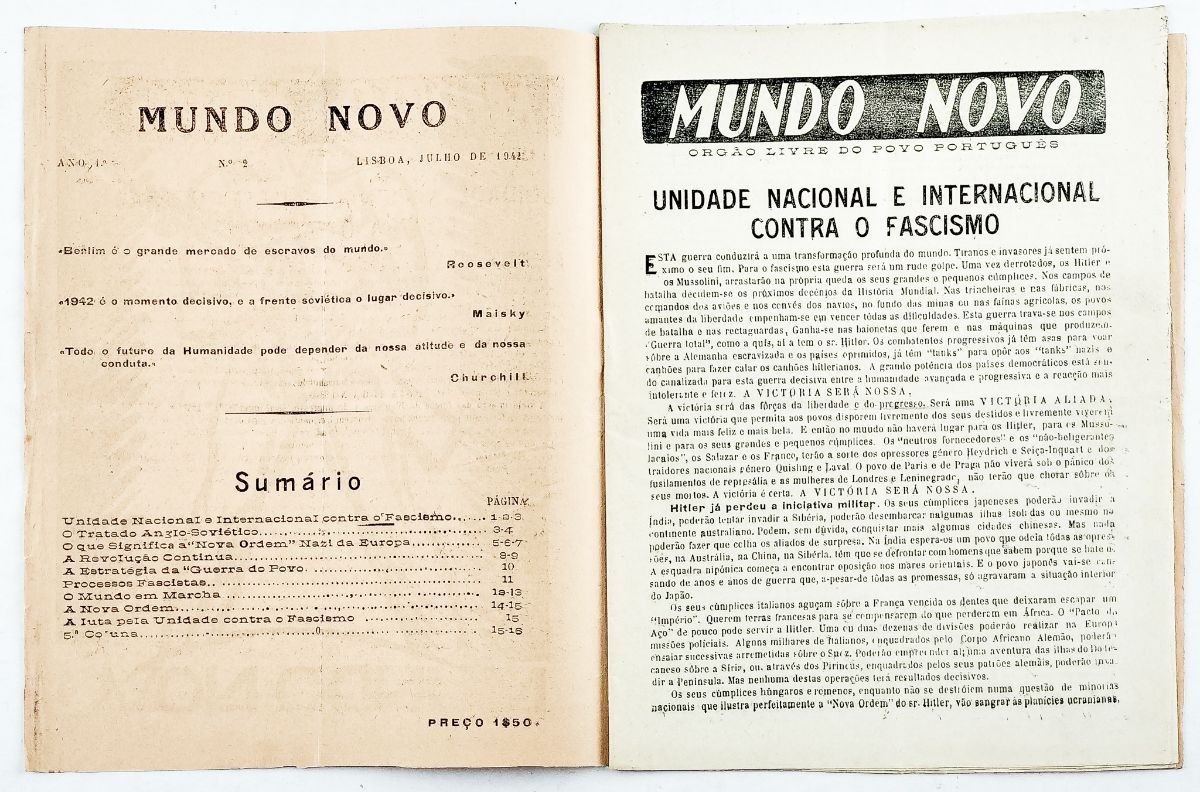 MUNDO NOVO
ANO 1.º
N.º 2
LISBOA, JULHO DE 1942
«Berlim é o grande mercado de escravos do mundo.»
Roosevelt
«1942 é o momento decisivo, e a frente soviética o lugar decisivo.»
Maisky
«Todo o futuro da Humanidade pode depender da nossa atitude e da nossa
conduta.»
Churchill
Sumário
PÁGINA
Unidade Nacional e Internacional contra o Fascismo...... 1-2-3
O Tratado Anglo-Soviético 3-4
O que Significa a "Nova Ordem" Nazi da Europa 5-6-7
A Revolução Continua 8-9
A Estratégia da "Guerra do Povo 10
Processos Fascistas 11
O Mundo em Marcha 12-13
A Nova Ordem 14-15
A luta pela Unidade contra o Fascismo 15
5.ª Coluna 15-16
PREÇO 1$50
MUNDO NOVO
ORGÃO LIVRE DO POVO PORTUGUÊS
UNIDADE NACIONAL E INTERNACIONAL
CONTRA O FASCISMO
ESTA guerra conduzirá a uma transformação profunda do mundo. Tiranos e invasores já sentem pró-
ximo o seu fim. Para o fascismo esta guerra será um rude golpe. Uma vez derrotados, os Hitler e
os Mussolini, arrastarão na própria queda os seus grandes e pequenos cúmplices. Nos campos de
batalha decidem-se os próximos decénios da História Mundial. Nas trincheiras e nas fábricas, nos
comandos dos aviões e nos convés dos navios, no fundo das minas ou nas fainas agrícolas, os povos
amantes da liberdade empenham-se em vencer tôdas as dificuldades. Esta guerra trava-se nos campos
de batalha e nas rectaguardas, Ganha-se nas baionetas que ferem e nas máquinas que produzem.
"Guerra total", como a quis, aí a tem o sr. Hitler. Os combatentes progressivos já têm asas para voar
sôbre a Alemanha escravizada e os países oprimidos, já têm "tanks" para opôr aos "tanks" nazis e
canhões para fazer calar os canhões hitlerianos. A grande potência dos países democráticos está sen-
do canalizada para esta guerra decisiva entre a humanidade avançada e progressiva e a reacção mais
intolerante e feroz. A VICTÓRIA SERÁ NOSSA.
A victória será das fôrças da liberdade e do progresso. Será uma VICTÓRIA ALIADA.
Será uma victória que permita aos povos disporem livremente dos seus destidos e livremente viverem
uma vida mais feliz e mais bela. E então no mundo não haverá lugar para os Hitler, para os Musso-
lini e para os seus grandes e pequenos cúmplices. Os "neutros fornecedores" e os "não-beligerantes
lacaios", os Salazar e os Franco, terão a sorte dos opressores género Heydrich e Seiça-Inquart e dos
traidores nacionais género Quisling e Laval. O povo de Paris e de Praga não viverá sob o pânico dos
fusilamentos de represália e as mulheres de Londres e Leninegrado, não terão que chorar sôbre os
seus mortos. A victória é certa. A VICTÓRIA SERÁ NOSSA.
Hitler já perdeu a iniciativa militar. Os seus cúmplices japoneses poderão invadir a
Índia, poderão tentar invadir a Sibéria, poderão desembarcar nalgumas ilhas isoladas ou mesmo no
continente australiano. Podem, sem dúvida, conquistar mais algumas cidades chinesas. Mas nada
poderão fazer que colha os aliados de surpresa. Na Índia espera-os um povo que odeia tôdas as opres-
sões, na Austrália, na China, na Sibéria, têm que se defrontar com homens que sabem porque se batem.
A esquadra nipónica começa a encontrar oposição nos mares orientais. E o povo japonês vai-se can-
sando de anos e anos de guerra que, a-pesar-de tôdas as promessas, só agravaram a situação interior
do Japão.
Os seus cúmplices italianos aguçam sôbre a França vencida os dentes que deixaram escapar um
"Império". Querem terras francesas para se compensarem do que perderam em África. O "Pacto do
Aço" de pouco pode servir a Hitler. Uma ou duas dezenas de divisões poderão realizar na Europa
missões policiais. Alguns milhares de italianos, enquadrados pelo Corpo Africano Alemão, poderão
ensaiar sucessivas arremetidas sôbre o Suez. Poderão empreender alguma aventura das ilhas do Dode-
caneso sôbre a Síria, ou, através dos Pirineus, enquadrados pelos seus patrões alemãis, poderão inva-
dir a Península. Mas nenhuma destas operações terá resultados decisivos.
Os seus cúmplices húngaros e romenos, enquanto não se destróiem numa questão de minorias
nacionais que ilustra perfeitamente a "Nova Ordem" do sr. Hitler, vão sangrar as planícies ucranianas.